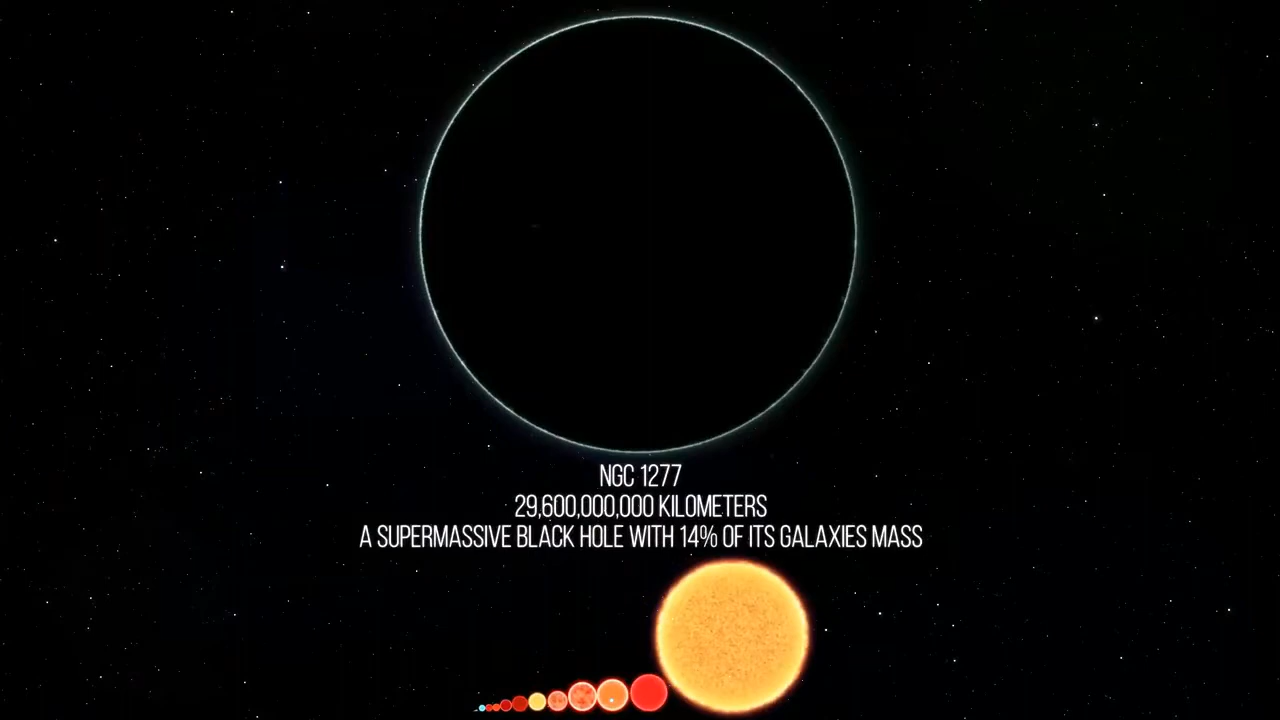 NGC 1277
29,600,000,000 KILOMETERS
A SUPERMASSIVE BLACK HOLE WITH 14% OF ITS GALAXIES MASS